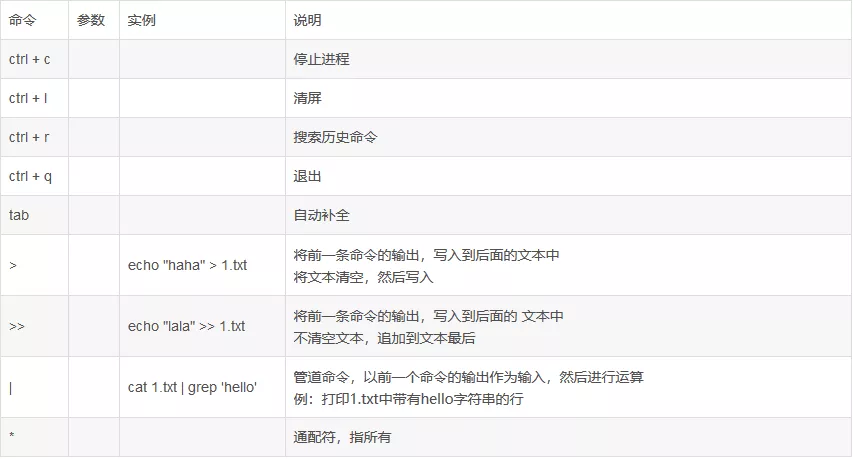 命令 参数 实例 说明
ctrl + c 停止进程
ctrl + l 清屏
ctrl + r 搜索历史命令
ctrl + q 退出
tab 自动补全
> echo "haha" > 1.txt 将前一条命令的输出，写入到后面的文本中
将文本清空，然后写入
>> echo "lala" >> 1.txt 将前一条命令的输出，写入到后面的 文本中
不清空文本，追加到文本最后
| cat 1.txt | grep 'hello' 管道命令，以前一个命令的输出作为输入，然后进行运算
例：打印1.txt中带有hello字符串的行
* 通配符，指所有